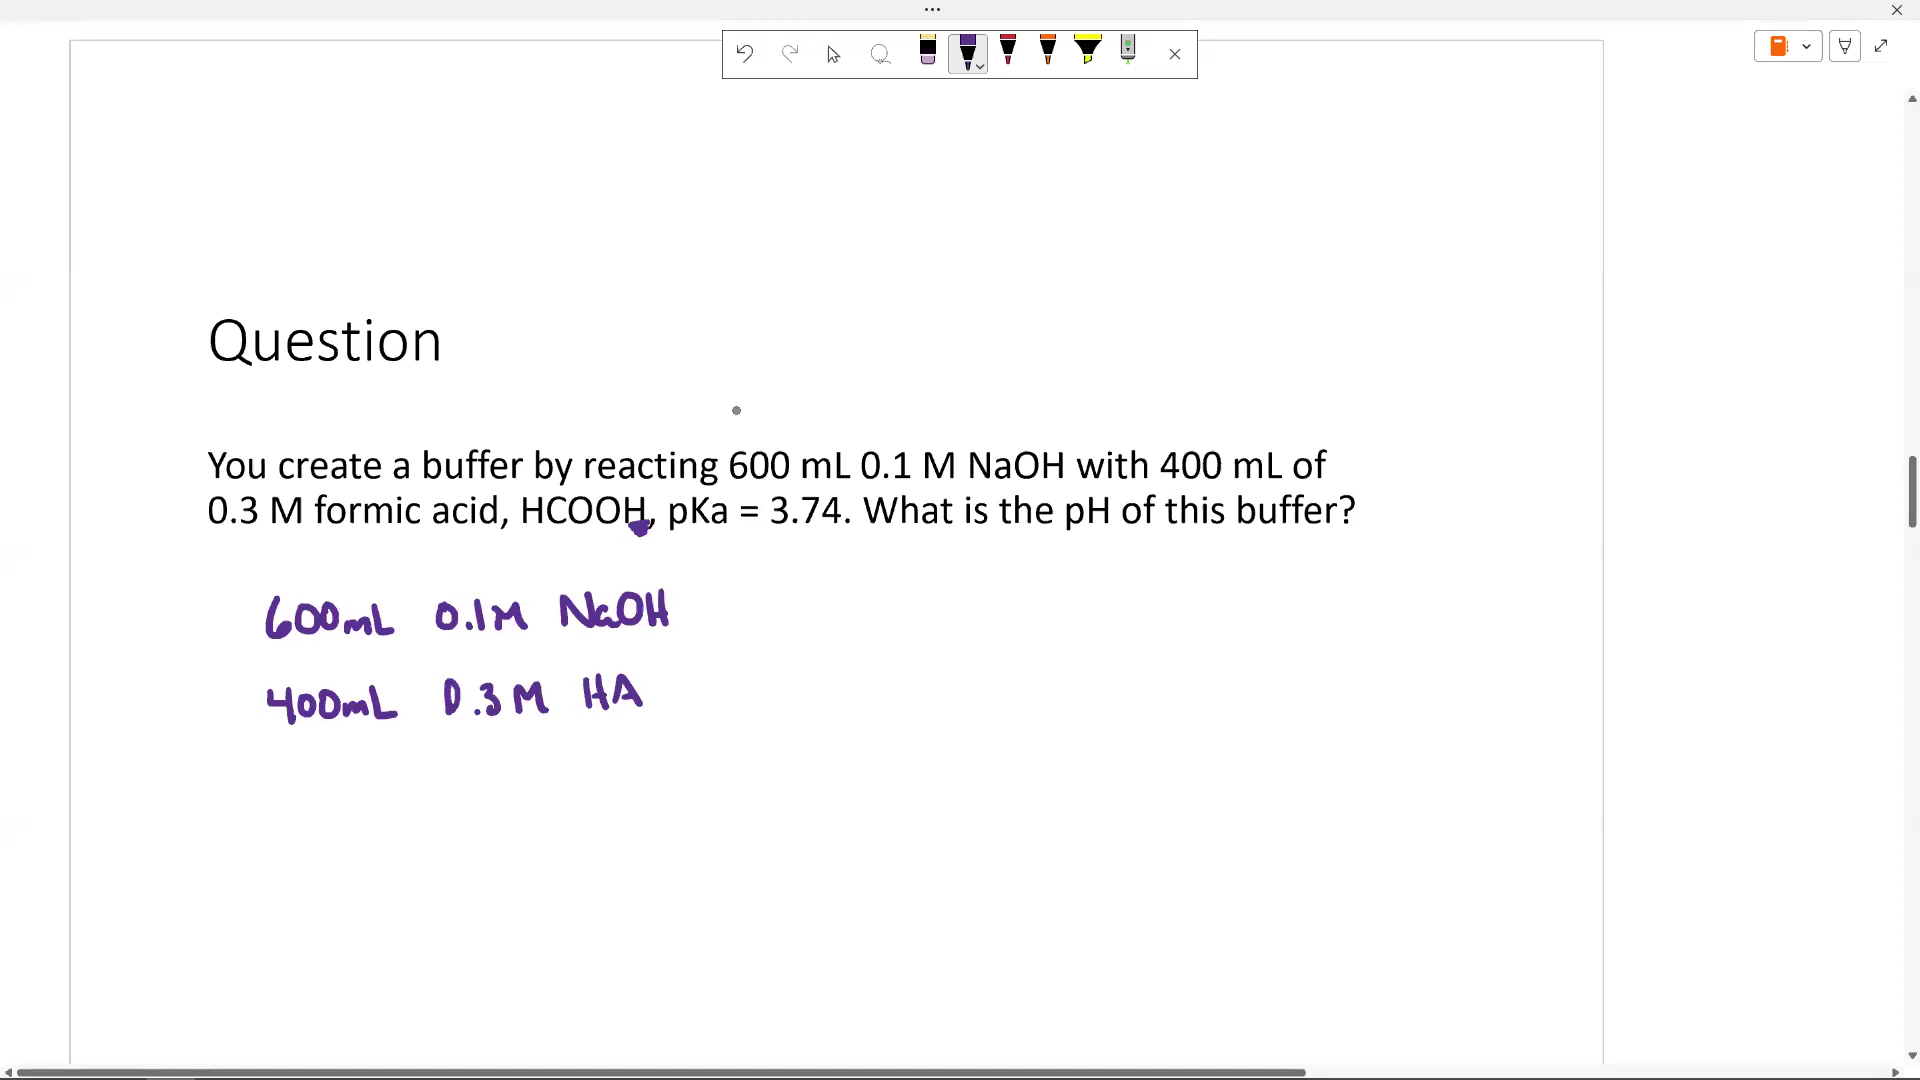 Question
You create a buffer by reacting 600 mL 0.1 M NaOH with 400 mL of
0.3 M formic acid, HCOOH, pKa = 3.74. What is the pH of this buffer?
600mL 0.1M NaOH
400mL 0.3M HA